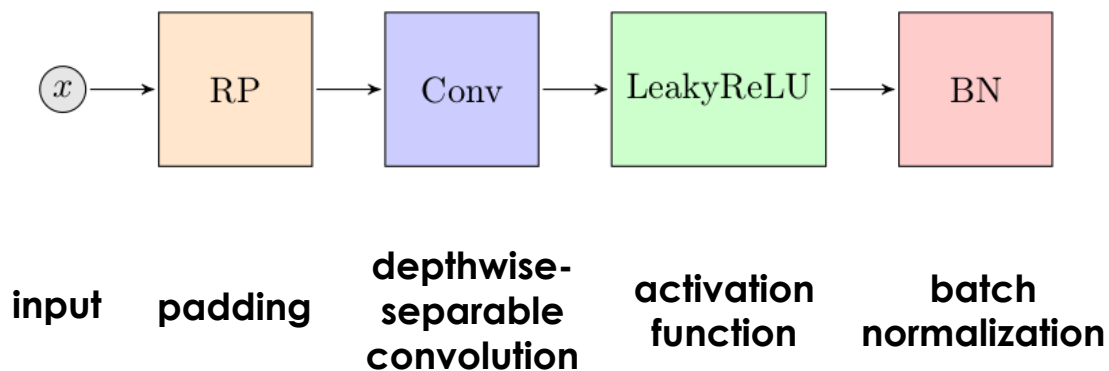 x
RP
Conv
LeakyReLU
BN
input
padding
depthwise-
separable
convolution
activation
function
batch
normalization